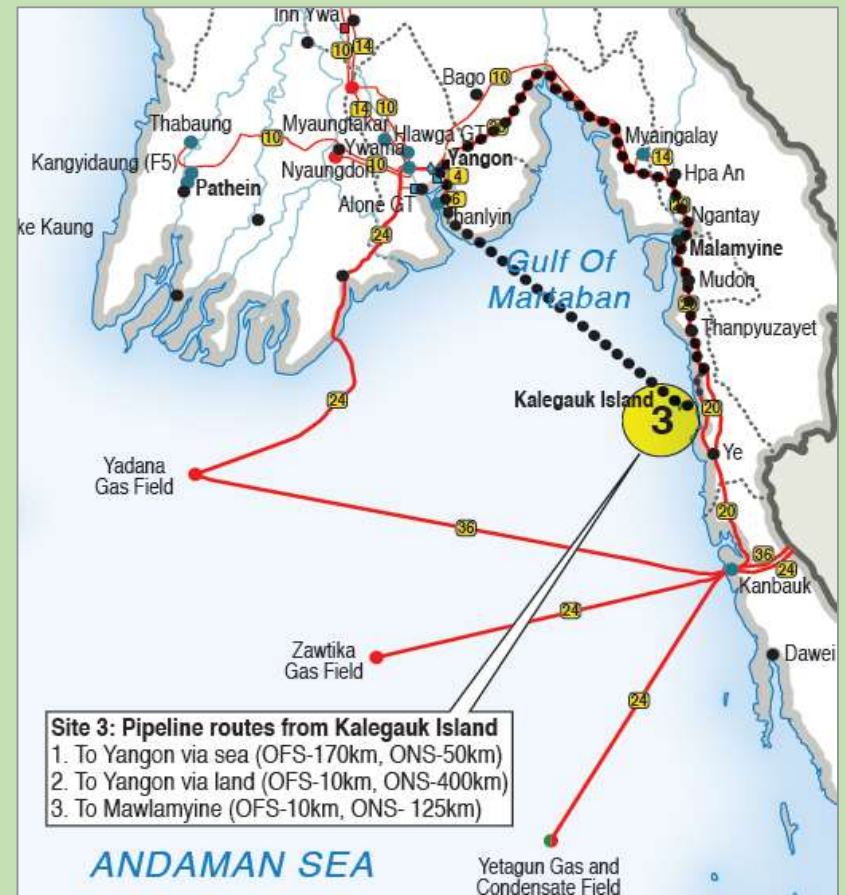 Inn Ywa
10
14
Bago
10
14
10
Thabaung
Myaungtakar
Hlawga GT
10
Ywama
Myaingalay
14
Kangyidaung (F5)
Nyaungdon
10
Yangon
4
Hpa An
Pathein
Alone GT
6
Thanlyin
Ngantay
ke Kaung
24
Gulf Of
Martaban
Malamyine
Mudon
Thanpyuzayet
24
Kalegauk Island
3
20
Yadana
Gas Field
Ye
20
36
36
24
Kanbauk
24
Zawtika
Gas Field
Dawei
24
Site 3: Pipeline routes from Kalegauk Island
1. To Yangon via sea (OFS-170km, ONS-50km)
2. To Yangon via land (OFS-10km, ONS-400km)
3. To Mawlamyine (OFS-10km, ONS- 125km)
ANDAMAN SEA
Yetagun Gas and
Condensate Field